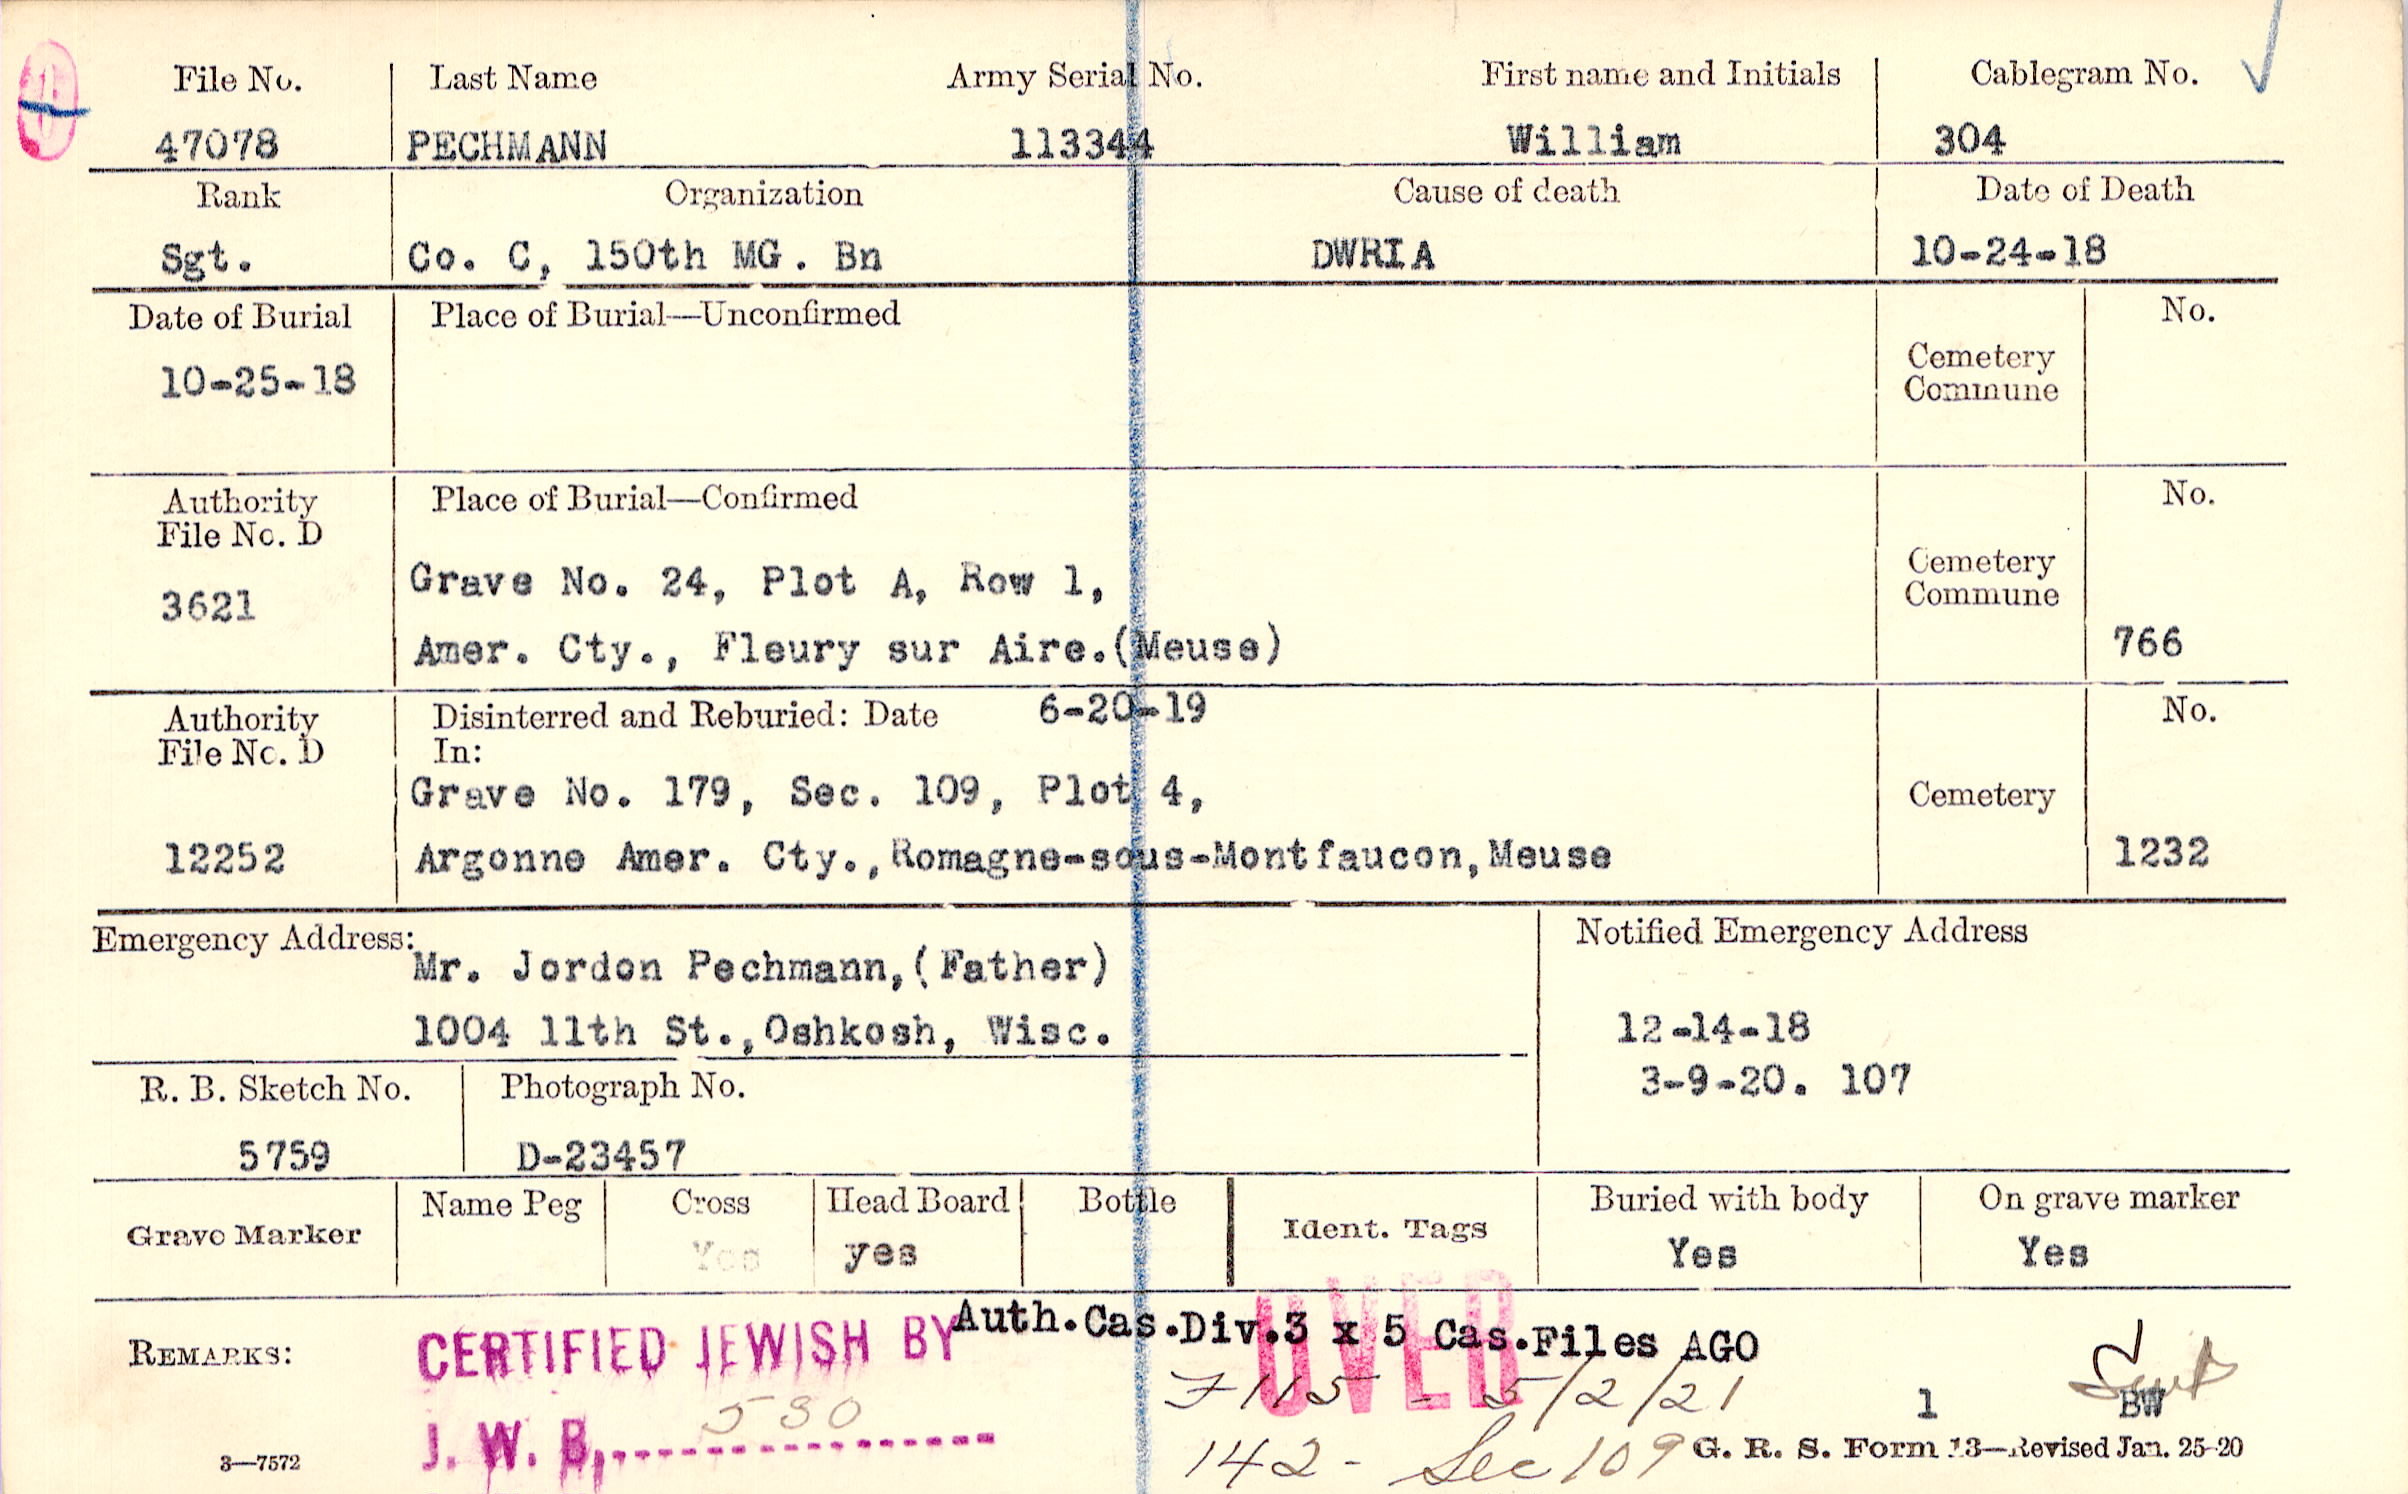 File No. Last Name Army Serial No. First name and Initials Cablegram No.
47078 PECHMANN 113344 William 304
Rank Organization Cause of death Date of Death
Sgt. Co. C, 150th MG. Bn DWRIA 10-24-18
Date of Burial Place of Burial—Unconfirmed No.
10-25-18 Cemetery
Commune
Authority Place of Burial—Confirmed No.
File No. D
3621 Grave No. 24, Plot A, Row 1, Cemetery
Commune
Amer. Cty., Fleury sur Aire.(Meuse) 766
Authority Disinterred and Reburied: Date 6-20-19 No.
File No. D In:
Grave No. 179, Sec. 109, Plot 4, Cemetery
12252 Argonne Amer. Cty.,Romagne-sous-Montfaucon,Meuse 1232
Emergency Address: Notified Emergency Address
Mr. Jordon Pechmann,(Father)
1004 11th St.,Oshkosh, Wisc. 12-14-18
3-9-20. 107
R. B. Sketch No. Photograph No.
5759 D-23457
Grave Marker Name Peg Cross Head Board Bottle Ident. Tags Buried with body On grave marker
Yes yes Yes Yes
OVER
REMARKS: CERTIFIED JEWISH BY Auth.Cas.Div.3 x 5 Cas.Files AGO
530 F115 - 5/2/21 1 BW
J. W. B,
142 - Sec 109
3—7572 G. R. S. Form 13—Revised Jan. 25-20